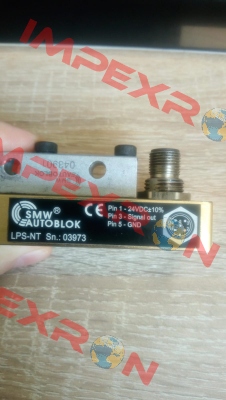 IMPEXRON
043901
SMW®
AUTOBLOK
LPS-NT Sn.: 03973
CE
Pin 1 - 24VDC±10%
Pin 3 - Signal out
Pin 5 - GND
IMPEXRON